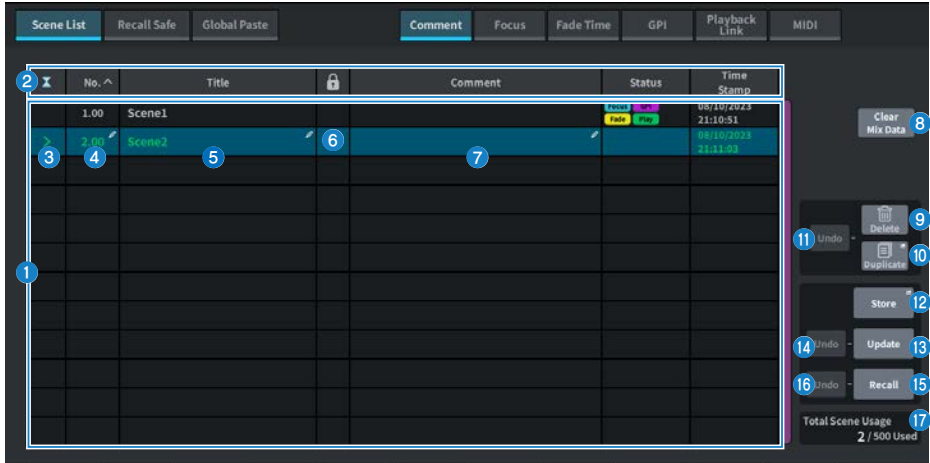 Scene List Recall Safe Global Paste Comment Focus Fade Time GPI Playback Link MIDI
2 No. Title Comment Status Time Stamp
1.00 Scene1 Focus GPI Fade Play 08/10/2023 21:10:51
2.00 Scene2 08/10/2023 21:11:03
3 4 5 6 7
1
Clear Mix Data 8
Delete 9
Undo 11
Duplicate 10
Store 12
Undo 14 Update 13
Undo 16 Recall 15
Total Scene Usage 17
2 / 500 Used